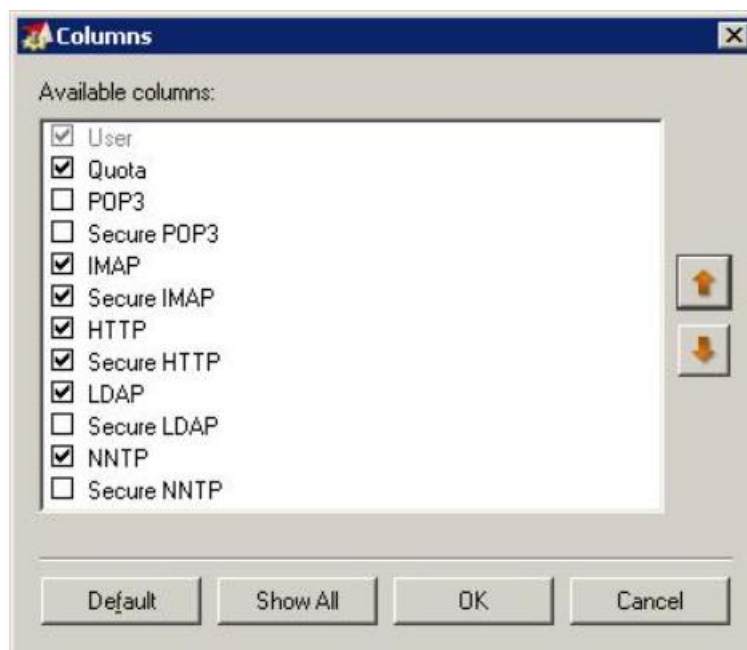 Columns
Available columns:
User
Quota
POP3
Secure POP3
IMAP
Secure IMAP
HTTP
Secure HTTP
LDAP
Secure LDAP
NNTP
Secure NNTP
Default Show All OK Cancel